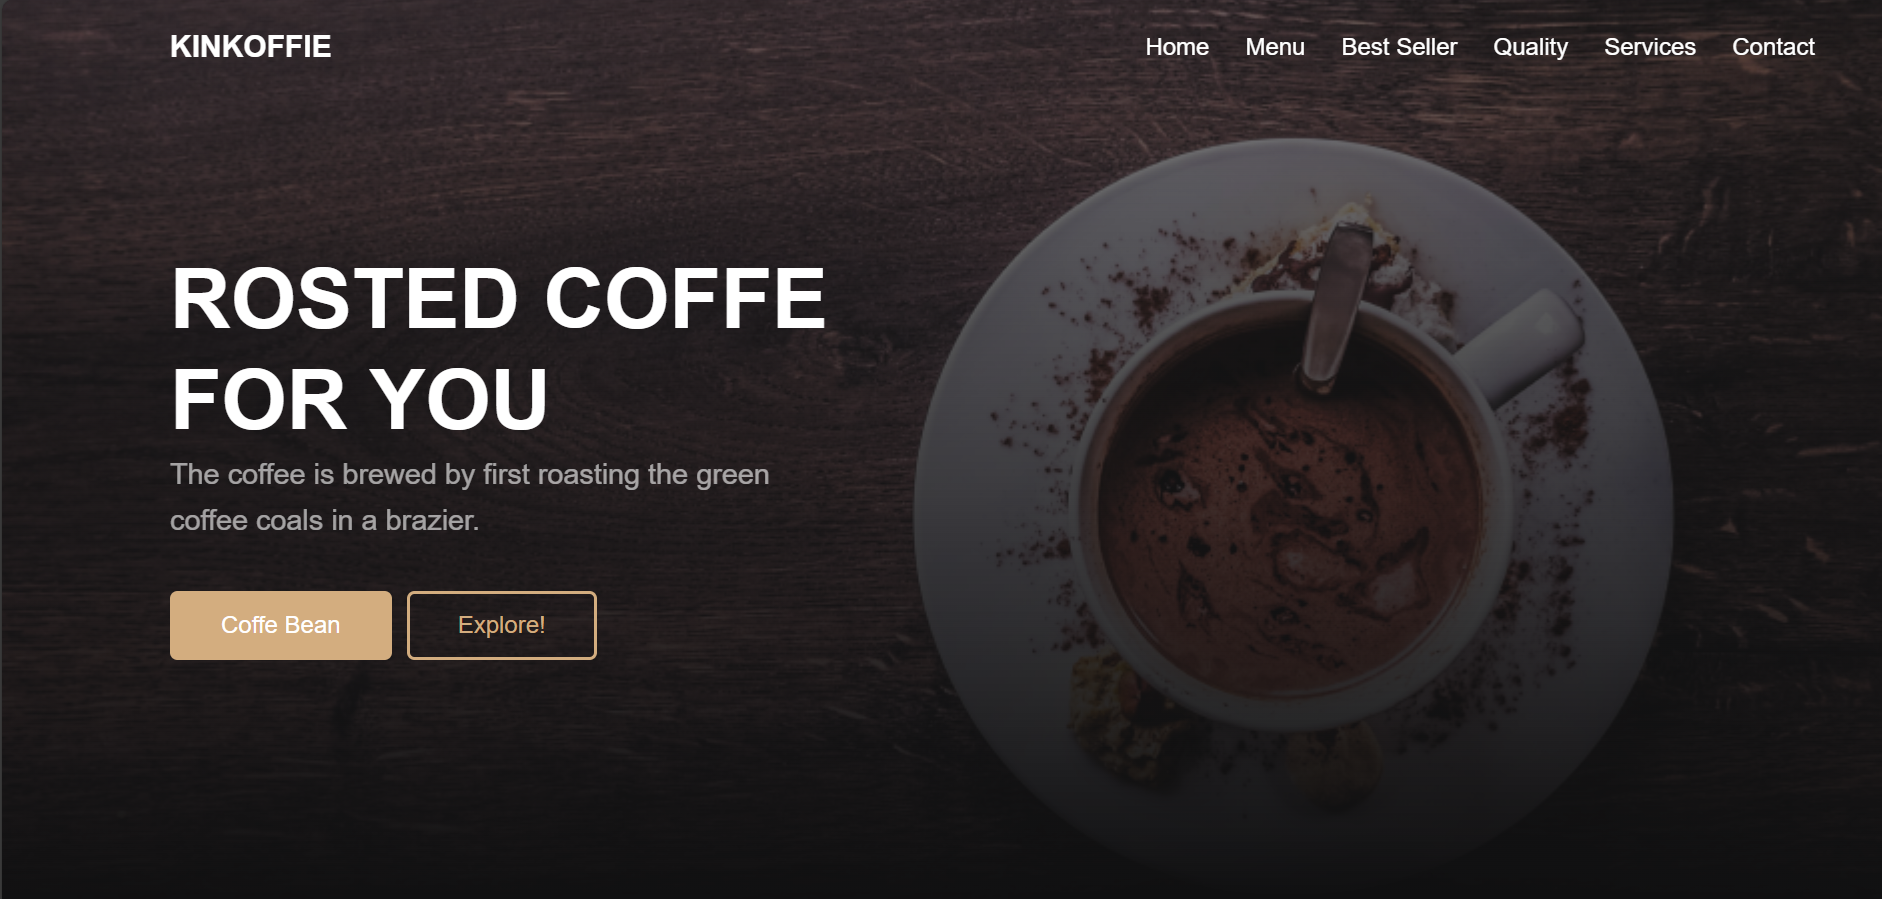 KINKOFFIE
Home Menu Best Seller Quality Services Contact
ROSTED COFFE
FOR YOU
The coffee is brewed by first roasting the green
coffee coals in a brazier.
Coffe Bean Explore!